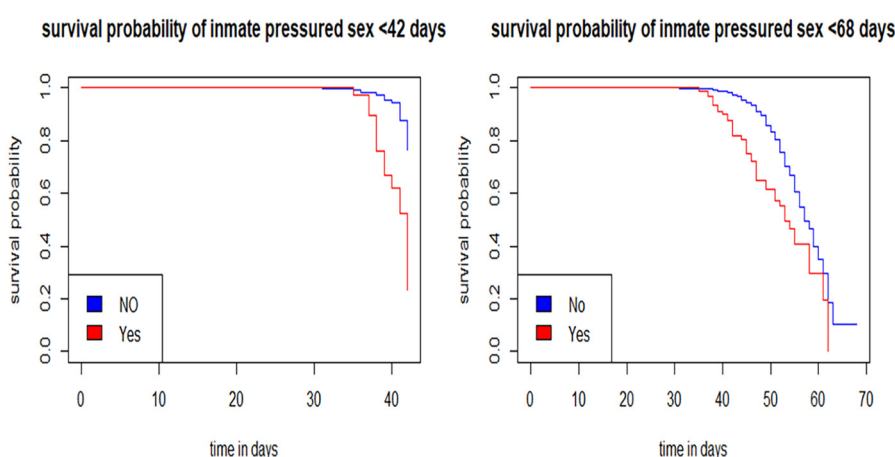 survival probability of inmate pressured sex <42 days
survival probability
1.0
0.8
0.6
0.4
0.2
0.0
NO
Yes
0 10 20 30 40
time in days
survival probability of inmate pressured sex <68 days
survival probability
1.0
0.8
0.6
0.4
0.2
0.0
No
Yes
0 10 20 30 40 50 60 70
time in days